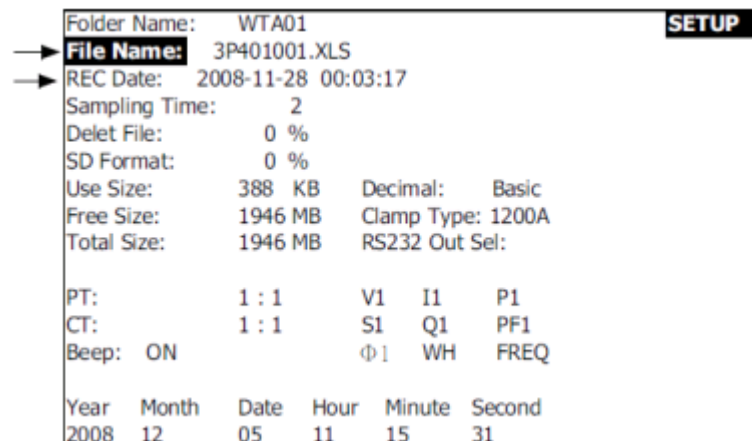 Folder Name: WTA01 SETUP
File Name: 3P401001.XLS
REC Date: 2008-11-28 00:03:17
Sampling Time: 2
Delet File: 0 %
SD Format: 0 %
Use Size: 388 KB Decimal: Basic
Free Size: 1946 MB Clamp Type: 1200A
Total Size: 1946 MB RS232 Out Sel:
PT: 1 : 1 V1 I1 P1
CT: 1 : 1 S1 Q1 PF1
Beep: ON Φ1 WH FREQ
Year Month Date Hour Minute Second
2008 12 05 11 15 31